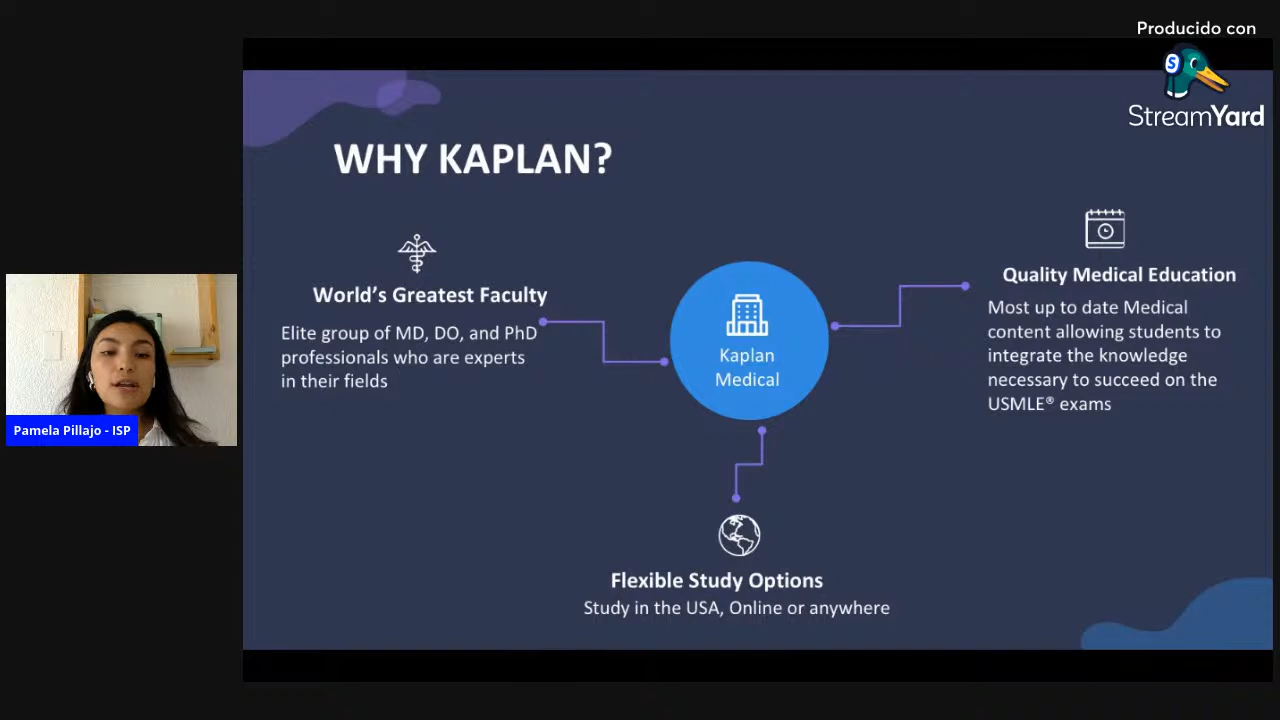 Producido con
StreamYard
WHY KAPLAN?
World's Greatest Faculty
Elite group of MD, DO, and PhD
professionals who are experts
in their fields
Kaplan
Medical
Quality Medical Education
Most up to date Medical
content allowing students to
integrate the knowledge
necessary to succeed on the
USMLE® exams
Flexible Study Options
Study in the USA, Online or anywhere
Pamela Pillajo - ISP
S